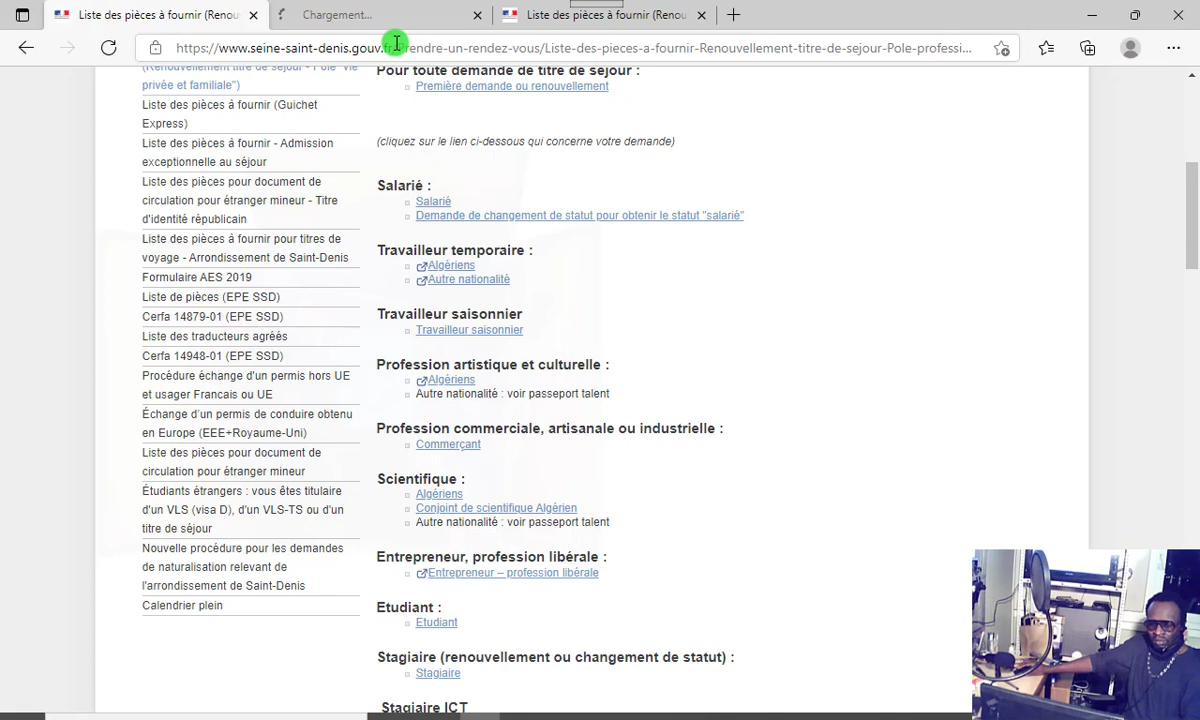 Liste des pièces à fournir (Renou
Chargement...
Liste des pièces à fournir (Renou
https://www.seine-saint-denis.gouv.fr/Prendre-un-rendez-vous/Liste-des-pieces-a-fournir-Renouvellement-titre-de-sejour-Pole-professi...
(Renouvellement titre de séjour - Pôle "vie
privée et familiale")
Liste des pièces à fournir (Guichet
Express)
Liste des pièces à fournir - Admission
exceptionnelle au séjour
Liste des pièces pour document de
circulation pour étranger mineur - Titre
d'identité républicain
Liste des pièces à fournir pour titres de
voyage - Arrondissement de Saint-Denis
Formulaire AES 2019
Liste de pièces (EPE SSD)
Cerfa 14879-01 (EPE SSD)
Liste des traducteurs agréés
Cerfa 14948-01 (EPE SSD)
Procédure échange d'un permis hors UE
et usager Francais ou UE
Échange d'un permis de conduire obtenu
en Europe (EEE+Royaume-Uni)
Liste des pièces pour document de
circulation pour étranger mineur
Étudiants étrangers : vous êtes titulaire
d'un VLS (visa D), d'un VLS-TS ou d'un
titre de séjour
Nouvelle procédure pour les demandes
de naturalisation relevant de
l'arrondissement de Saint-Denis
Calendrier plein
Pour toute demande de titre de séjour :
Première demande ou renouvellement
(cliquez sur le lien ci-dessous qui concerne votre demande)
Salarié :
Salarié
Demande de changement de statut pour obtenir le statut "salarié"
Travailleur temporaire :
Algériens
Autre nationalité
Travailleur saisonnier
Travailleur saisonnier
Profession artistique et culturelle :
Algériens
Autre nationalité : voir passeport talent
Profession commerciale, artisanale ou industrielle :
Commerçant
Scientifique :
Algériens
Conjoint de scientifique Algérien
Autre nationalité : voir passeport talent
Entrepreneur, profession libérale :
Entrepreneur – profession libérale
Etudiant :
Etudiant
Stagiaire (renouvellement ou changement de statut) :
Stagiaire
Stagiaire ICT